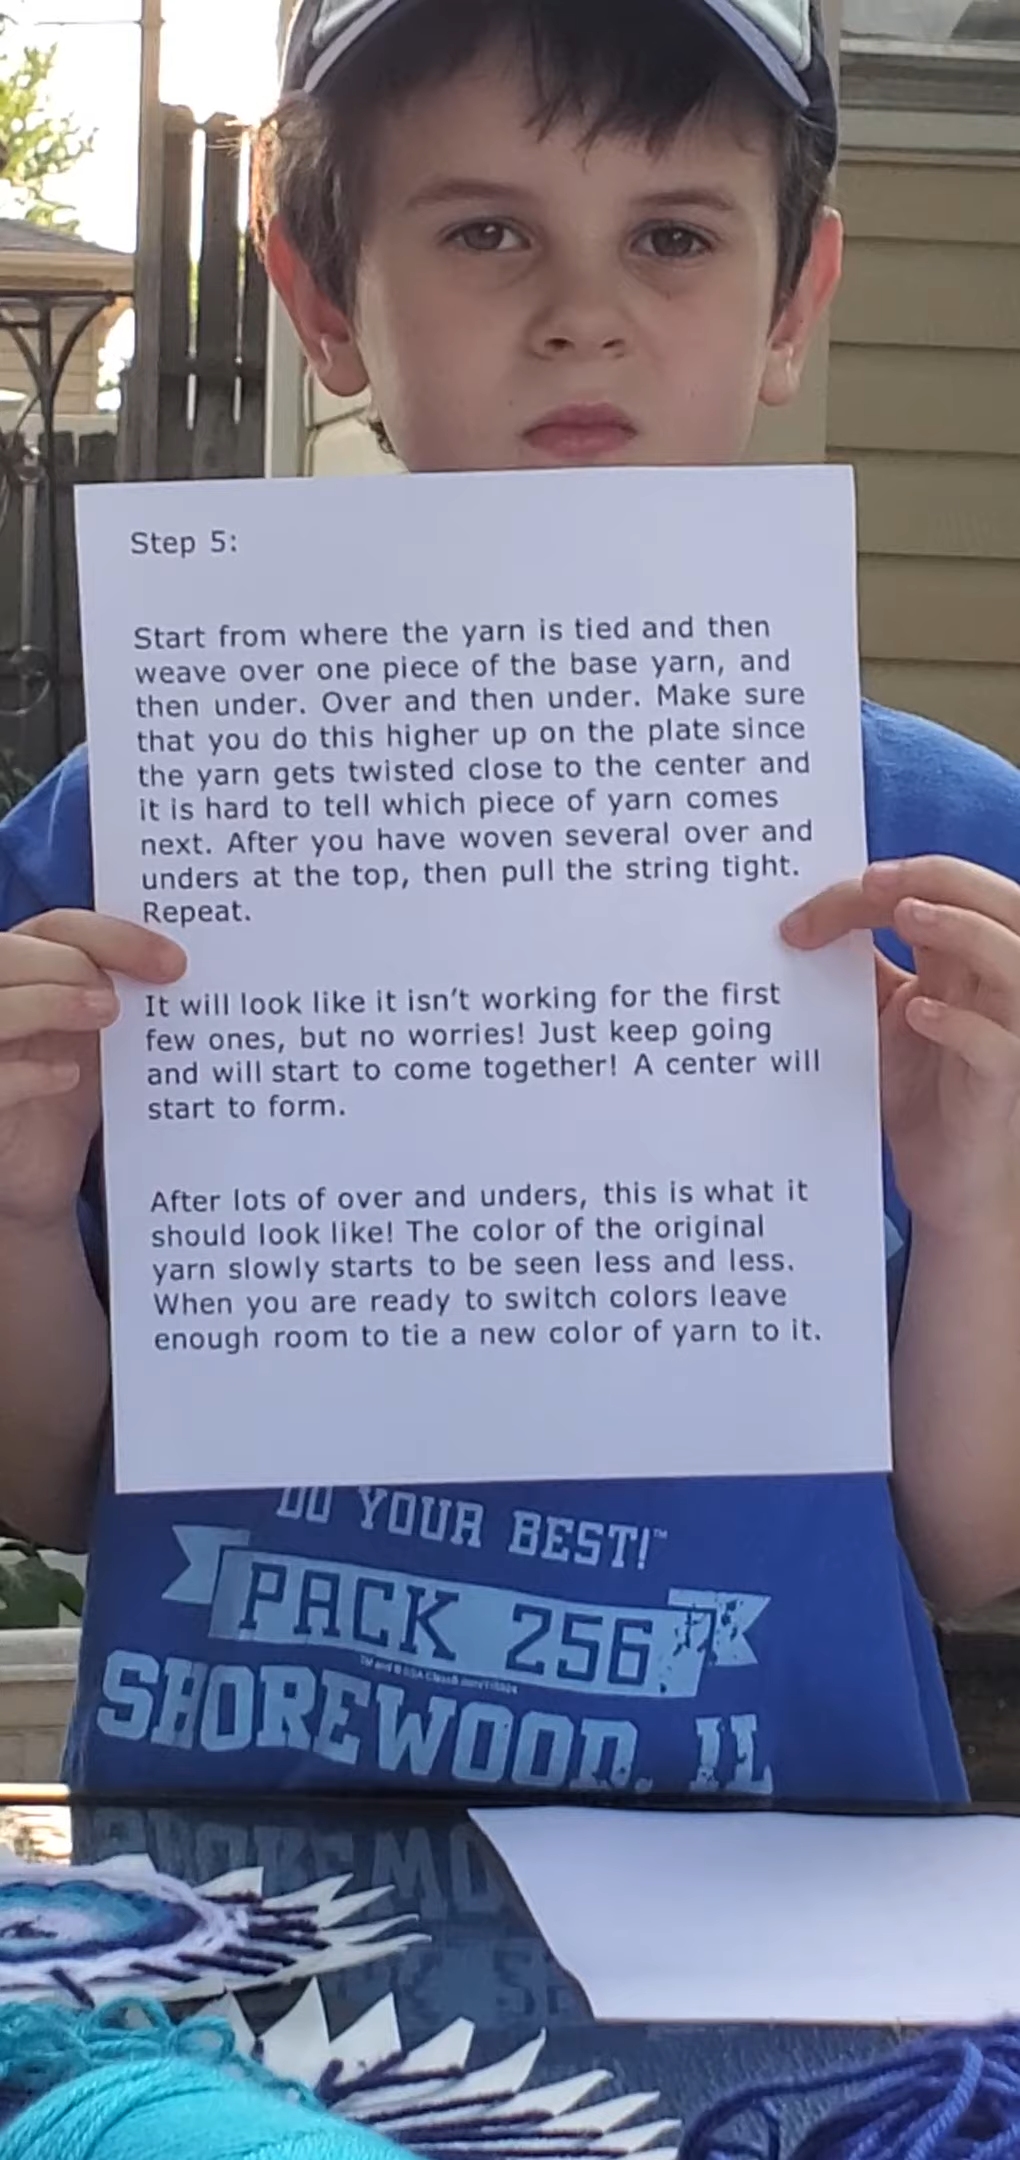 Step 5:
Start from where the yarn is tied and then
weave over one piece of the base yarn, and
then under. Over and then under. Make sure
that you do this higher up on the plate since
the yarn gets twisted close to the center and
it is hard to tell which piece of yarn comes
next. After you have woven several over and
unders at the top, then pull the string tight.
Repeat.
It will look like it isn't working for the first
few ones, but no worries! Just keep going
and will start to come together! A center will
start to form.
After lots of over and unders, this is what it
should look like! The color of the original
yarn slowly starts to be seen less and less.
When you are ready to switch colors leave
enough room to tie a new color of yarn to it.
DO YOUR BEST!™
PACK 256
SHOREWOOD, IL